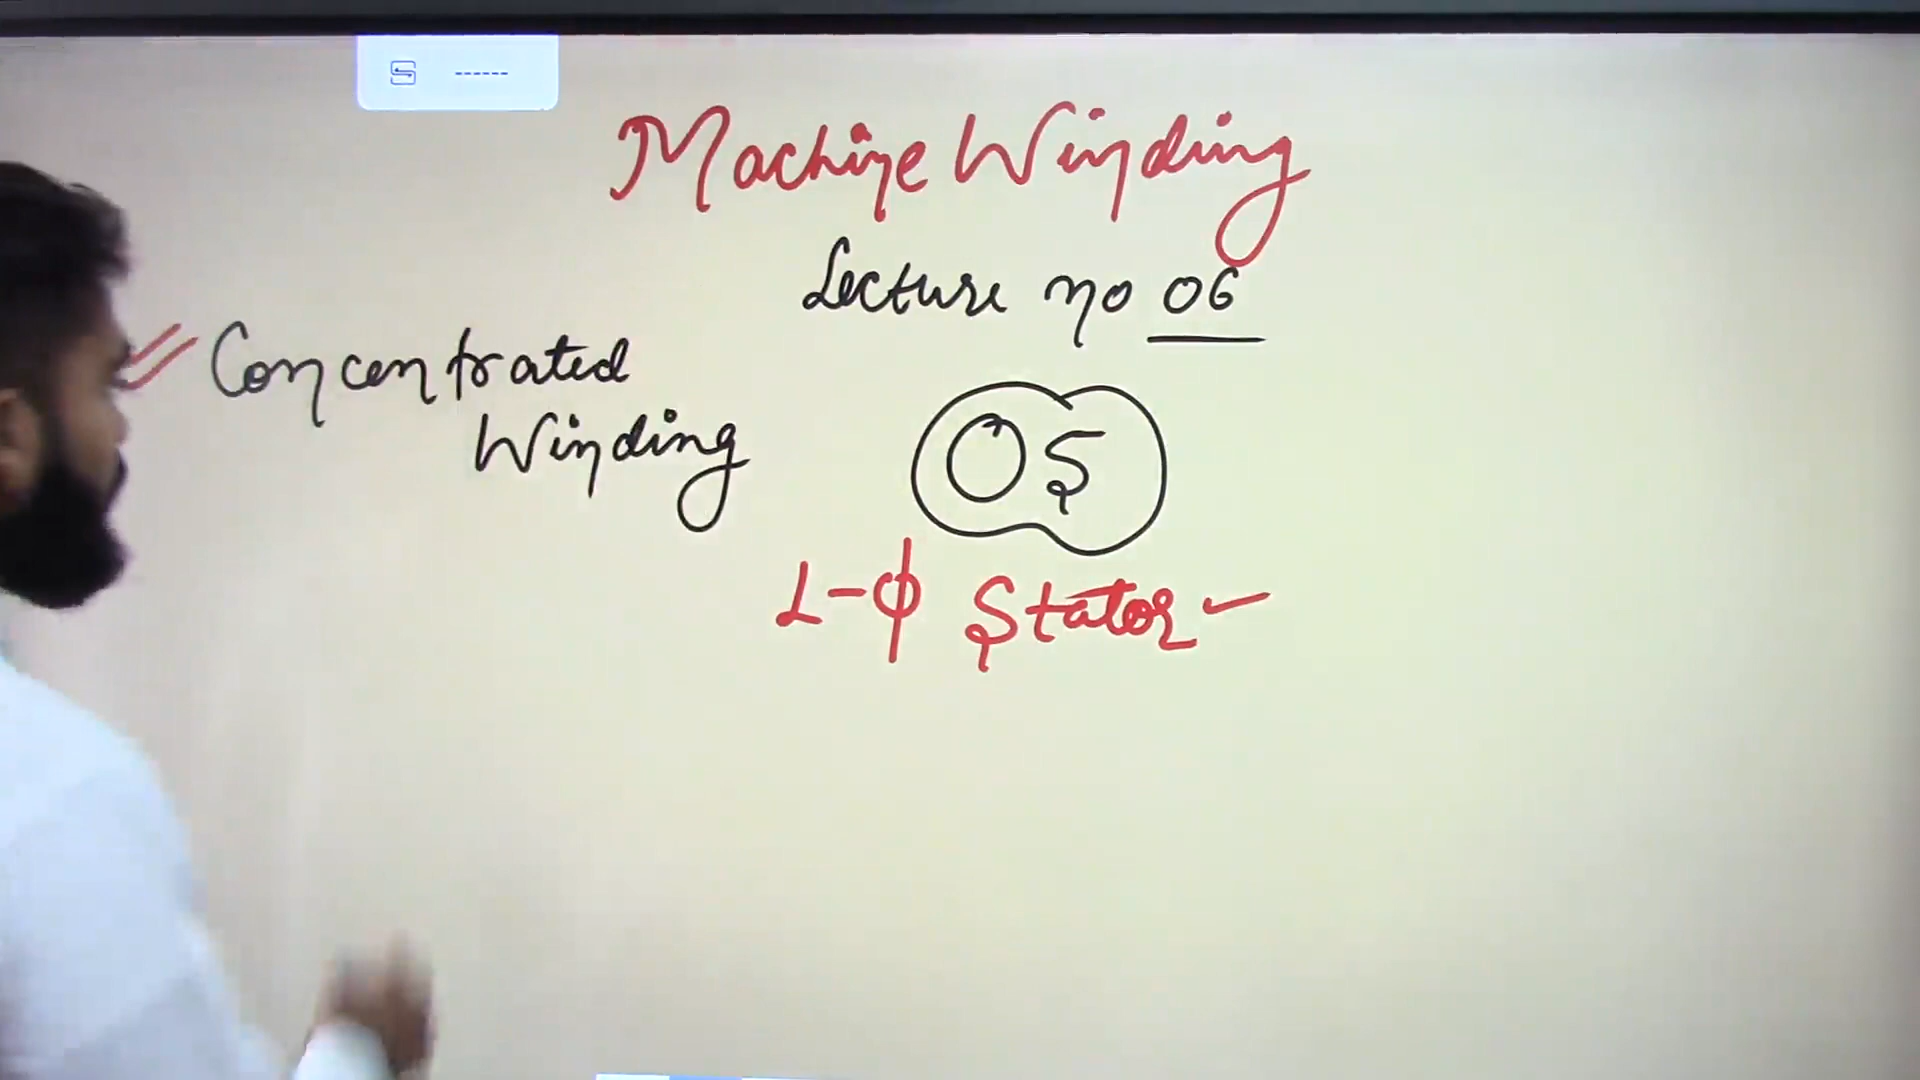 Machine Winding
Lecture no 06
Concentrated
Winding
05
1-φ Stator